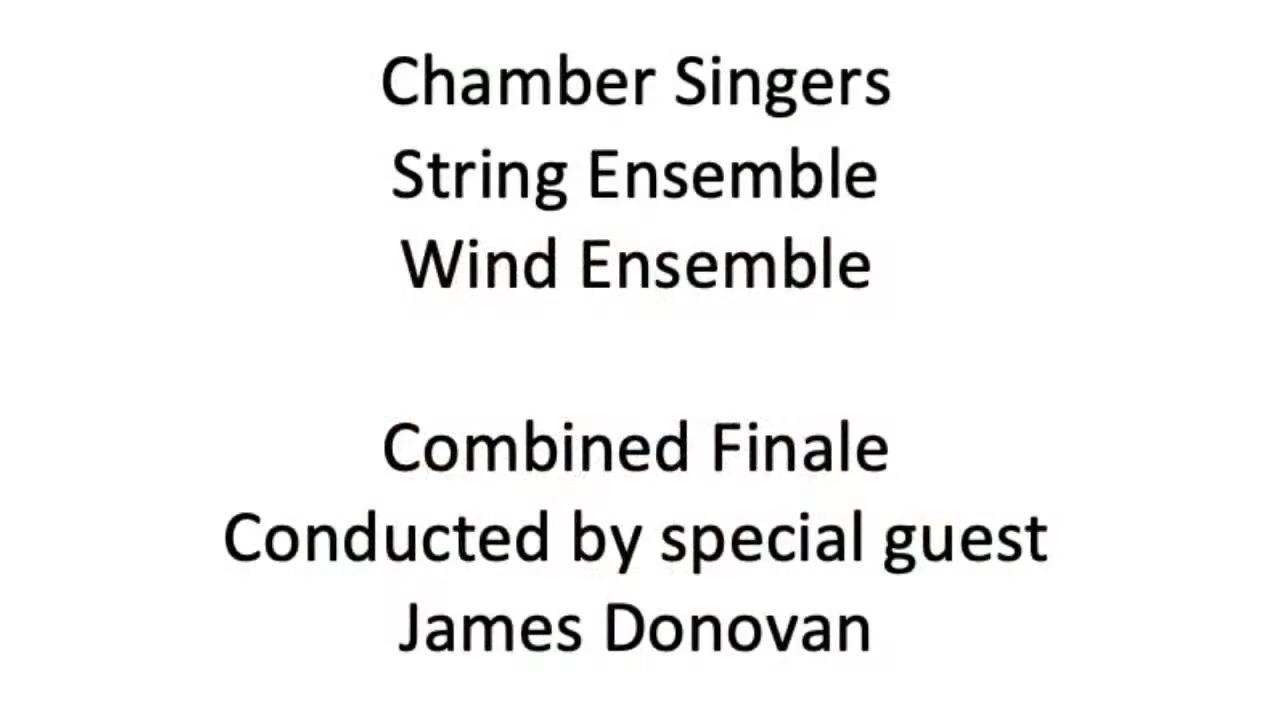 Chamber Singers
String Ensemble
Wind Ensemble
Combined Finale
Conducted by special guest
James Donovan